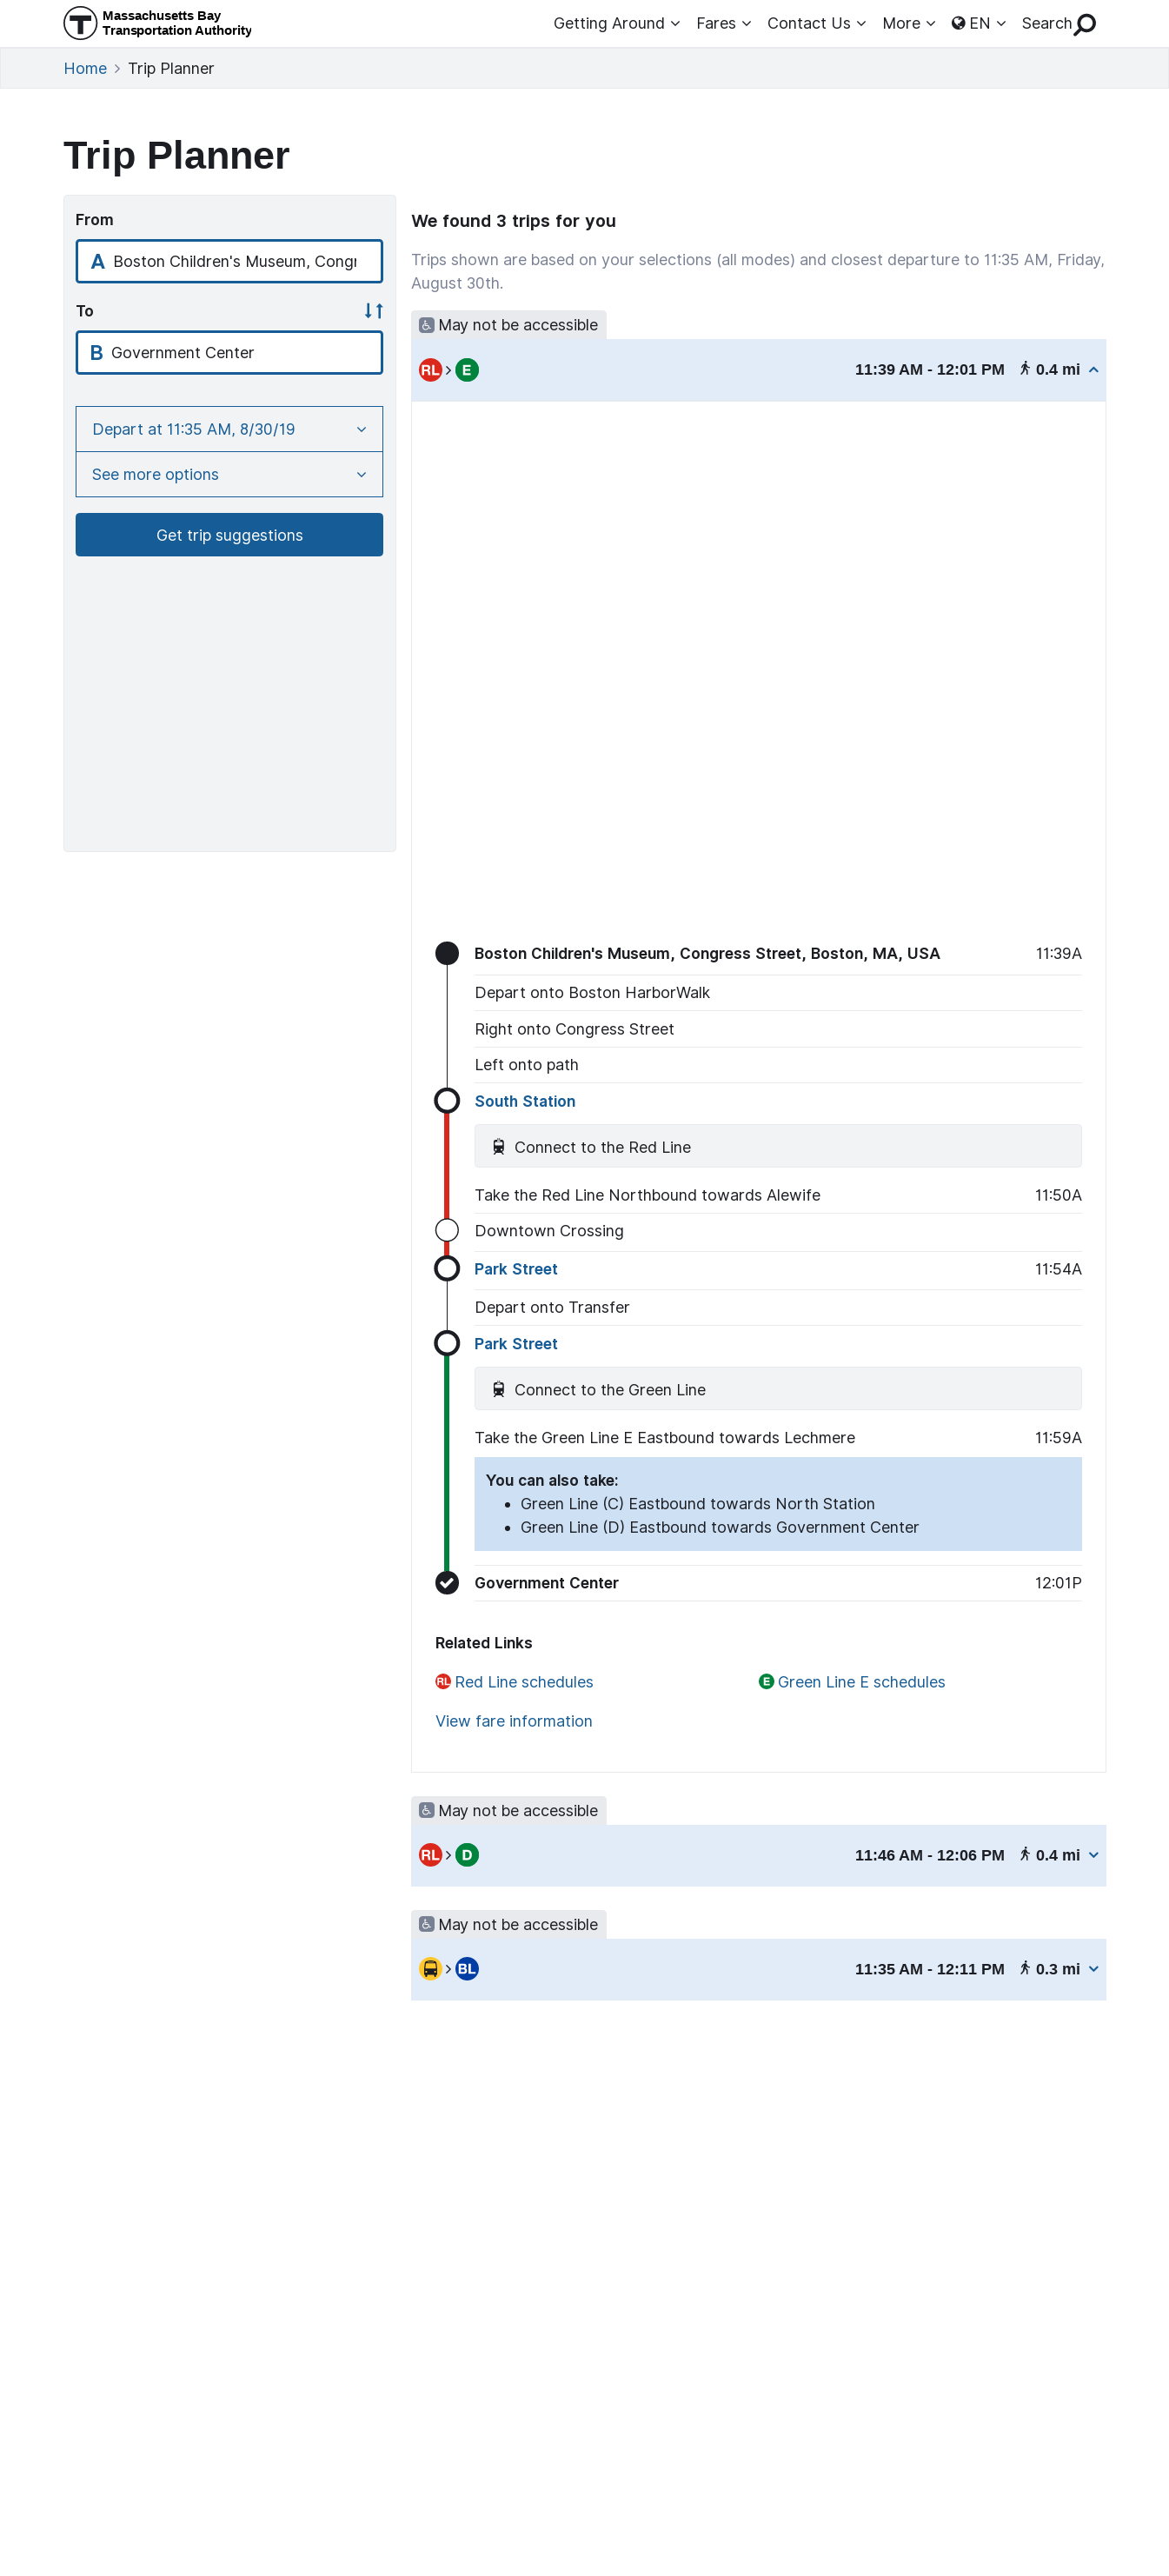 T Massachusetts Bay
Transportation Authority
Getting Around Fares Contact Us More EN Search
Home > Trip Planner
Trip Planner
From
A Boston Children's Museum, Congr
To
B Government Center
Depart at 11:35 AM, 8/30/19
See more options
Get trip suggestions
We found 3 trips for you
Trips shown are based on your selections (all modes) and closest departure to 11:35 AM, Friday,
August 30th.
May not be accessible
RL > E 11:39 AM - 12:01 PM 0.4 mi
Boston Children's Museum, Congress Street, Boston, MA, USA 11:39A
Depart onto Boston HarborWalk
Right onto Congress Street
Left onto path
South Station
Connect to the Red Line
Take the Red Line Northbound towards Alewife 11:50A
Downtown Crossing
Park Street 11:54A
Depart onto Transfer
Park Street
Connect to the Green Line
Take the Green Line E Eastbound towards Lechmere 11:59A
You can also take:
• Green Line (C) Eastbound towards North Station
• Green Line (D) Eastbound towards Government Center
Government Center 12:01P
Related Links
RL Red Line schedules E Green Line E schedules
View fare information
May not be accessible
RL > D 11:46 AM - 12:06 PM 0.4 mi
May not be accessible
> BL 11:35 AM - 12:11 PM 0.3 mi